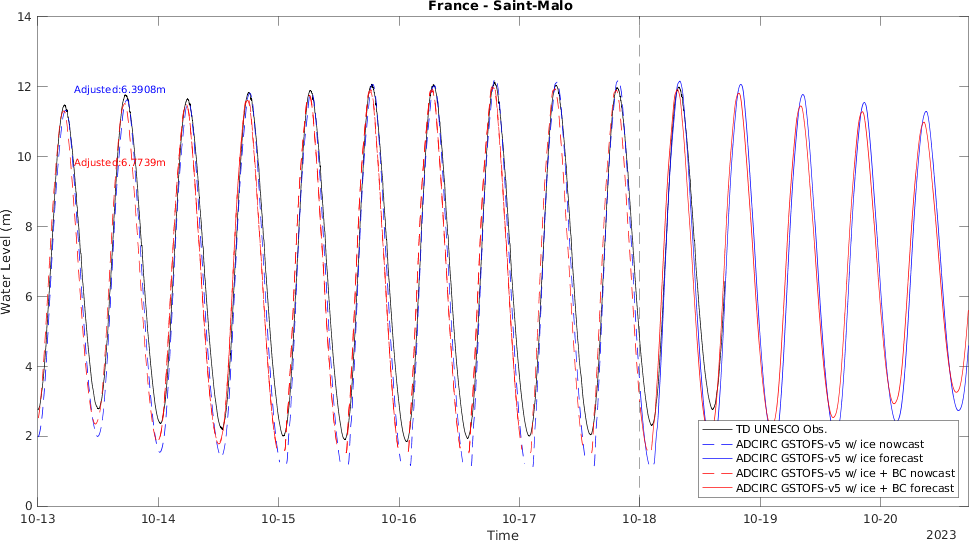 France - Saint-Malo
14
12
10
8
6
4
2
0
Water Level (m)
Adjusted:6.3908m
Adjusted:6.7739m
TD UNESCO Obs.
ADCIRC GSTOFS-v5 w/ ice nowcast
ADCIRC GSTOFS-v5 w/ ice forecast
ADCIRC GSTOFS-v5 w/ ice + BC nowcast
ADCIRC GSTOFS-v5 w/ ice + BC forecast
10-13 10-14 10-15 10-16 10-17 10-18 10-19 10-20
Time
2023